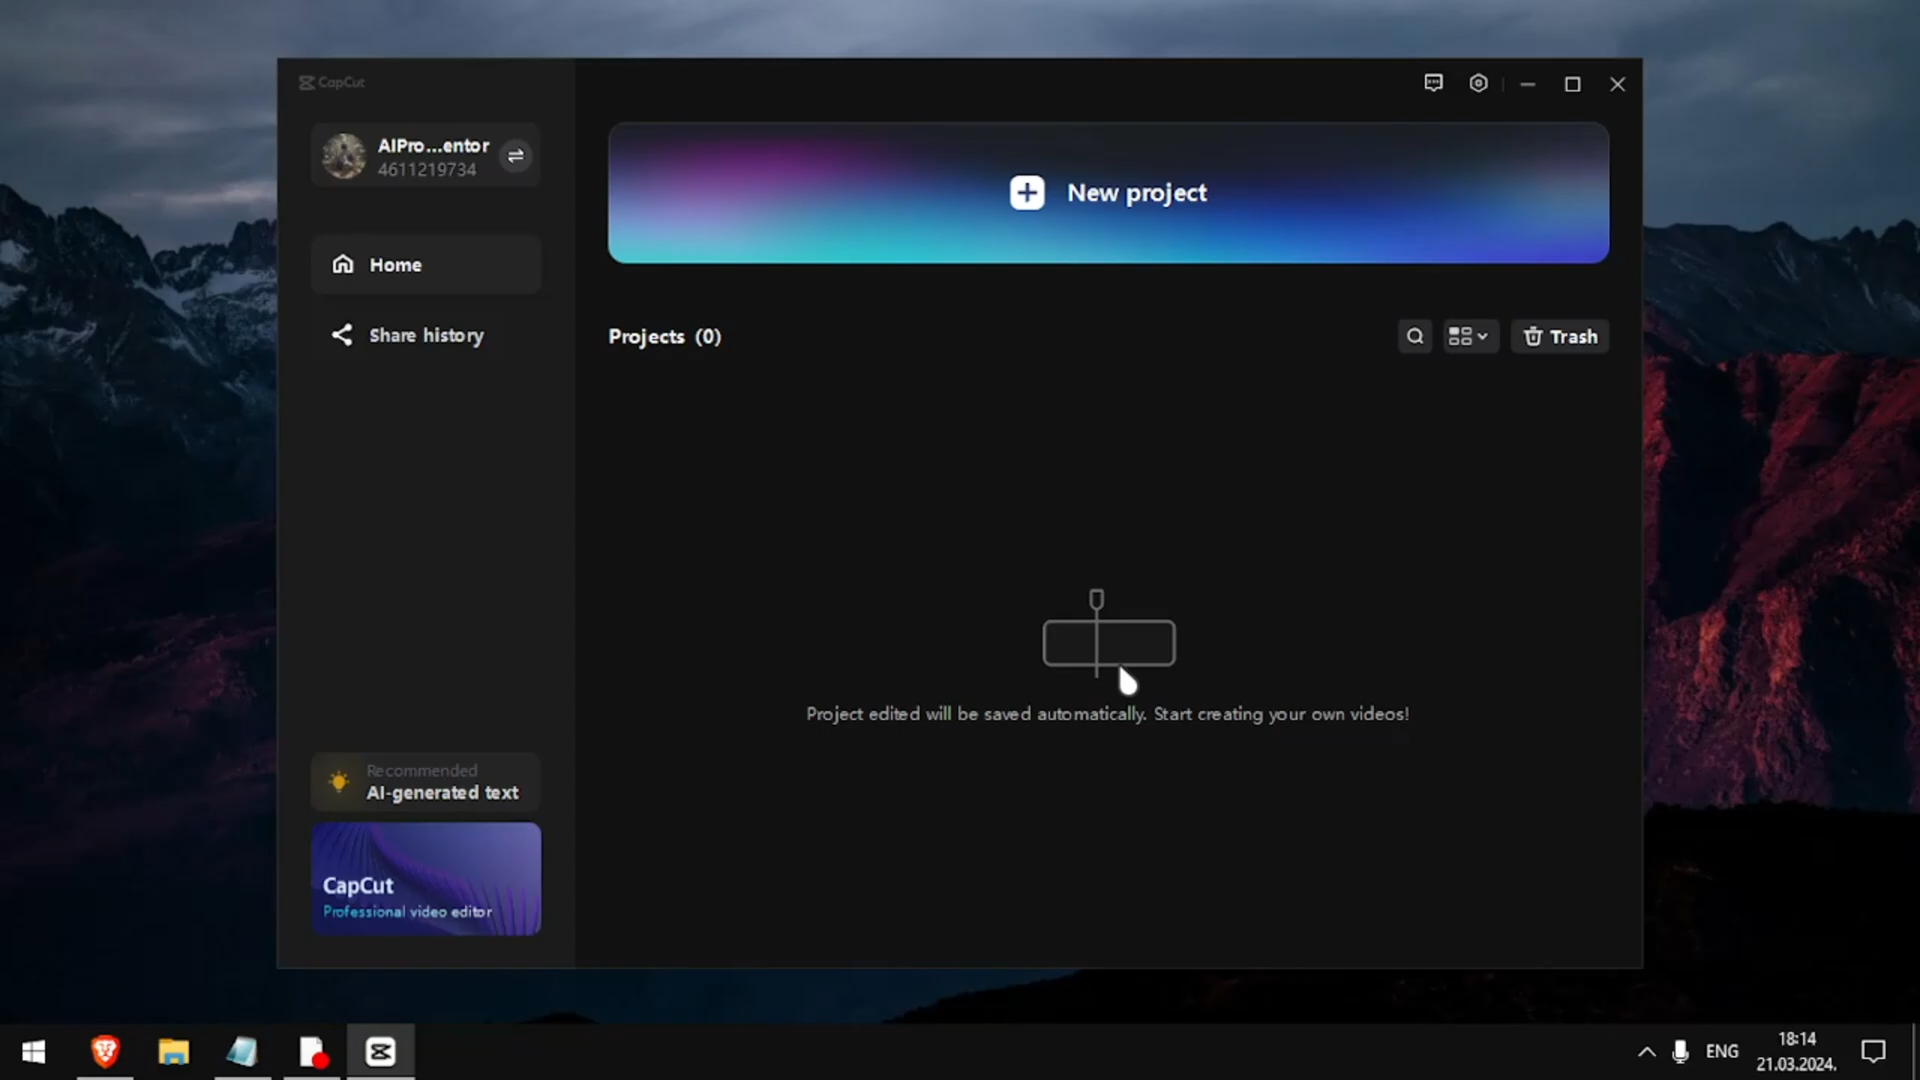 CapCut
AIPro...entor
4611219734
New project
Home
Share history
Projects (0)
Trash
Project edited will be saved automatically. Start creating your own videos!
Recommended
AI-generated text
CapCut
Professional video editor
ENG
18:14
21.03.2024.